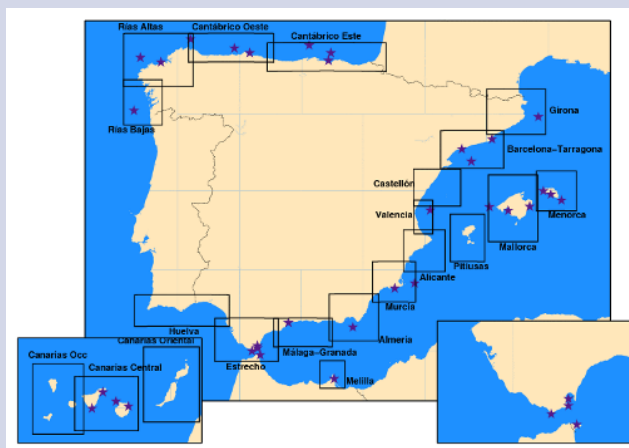 Rías Altas
Cantábrico Oeste
Cantábrico Este
Rías Bajas
Girona
Barcelona-Tarragona
Castellón
Valencia
Menorca
Mallorca
Pitiusas
Alicante
Murcia
Huelva
Almería
Canarias Oriental
Canarias Occ
Canarias Central
Estrecho
Málaga-Granada
Melilla